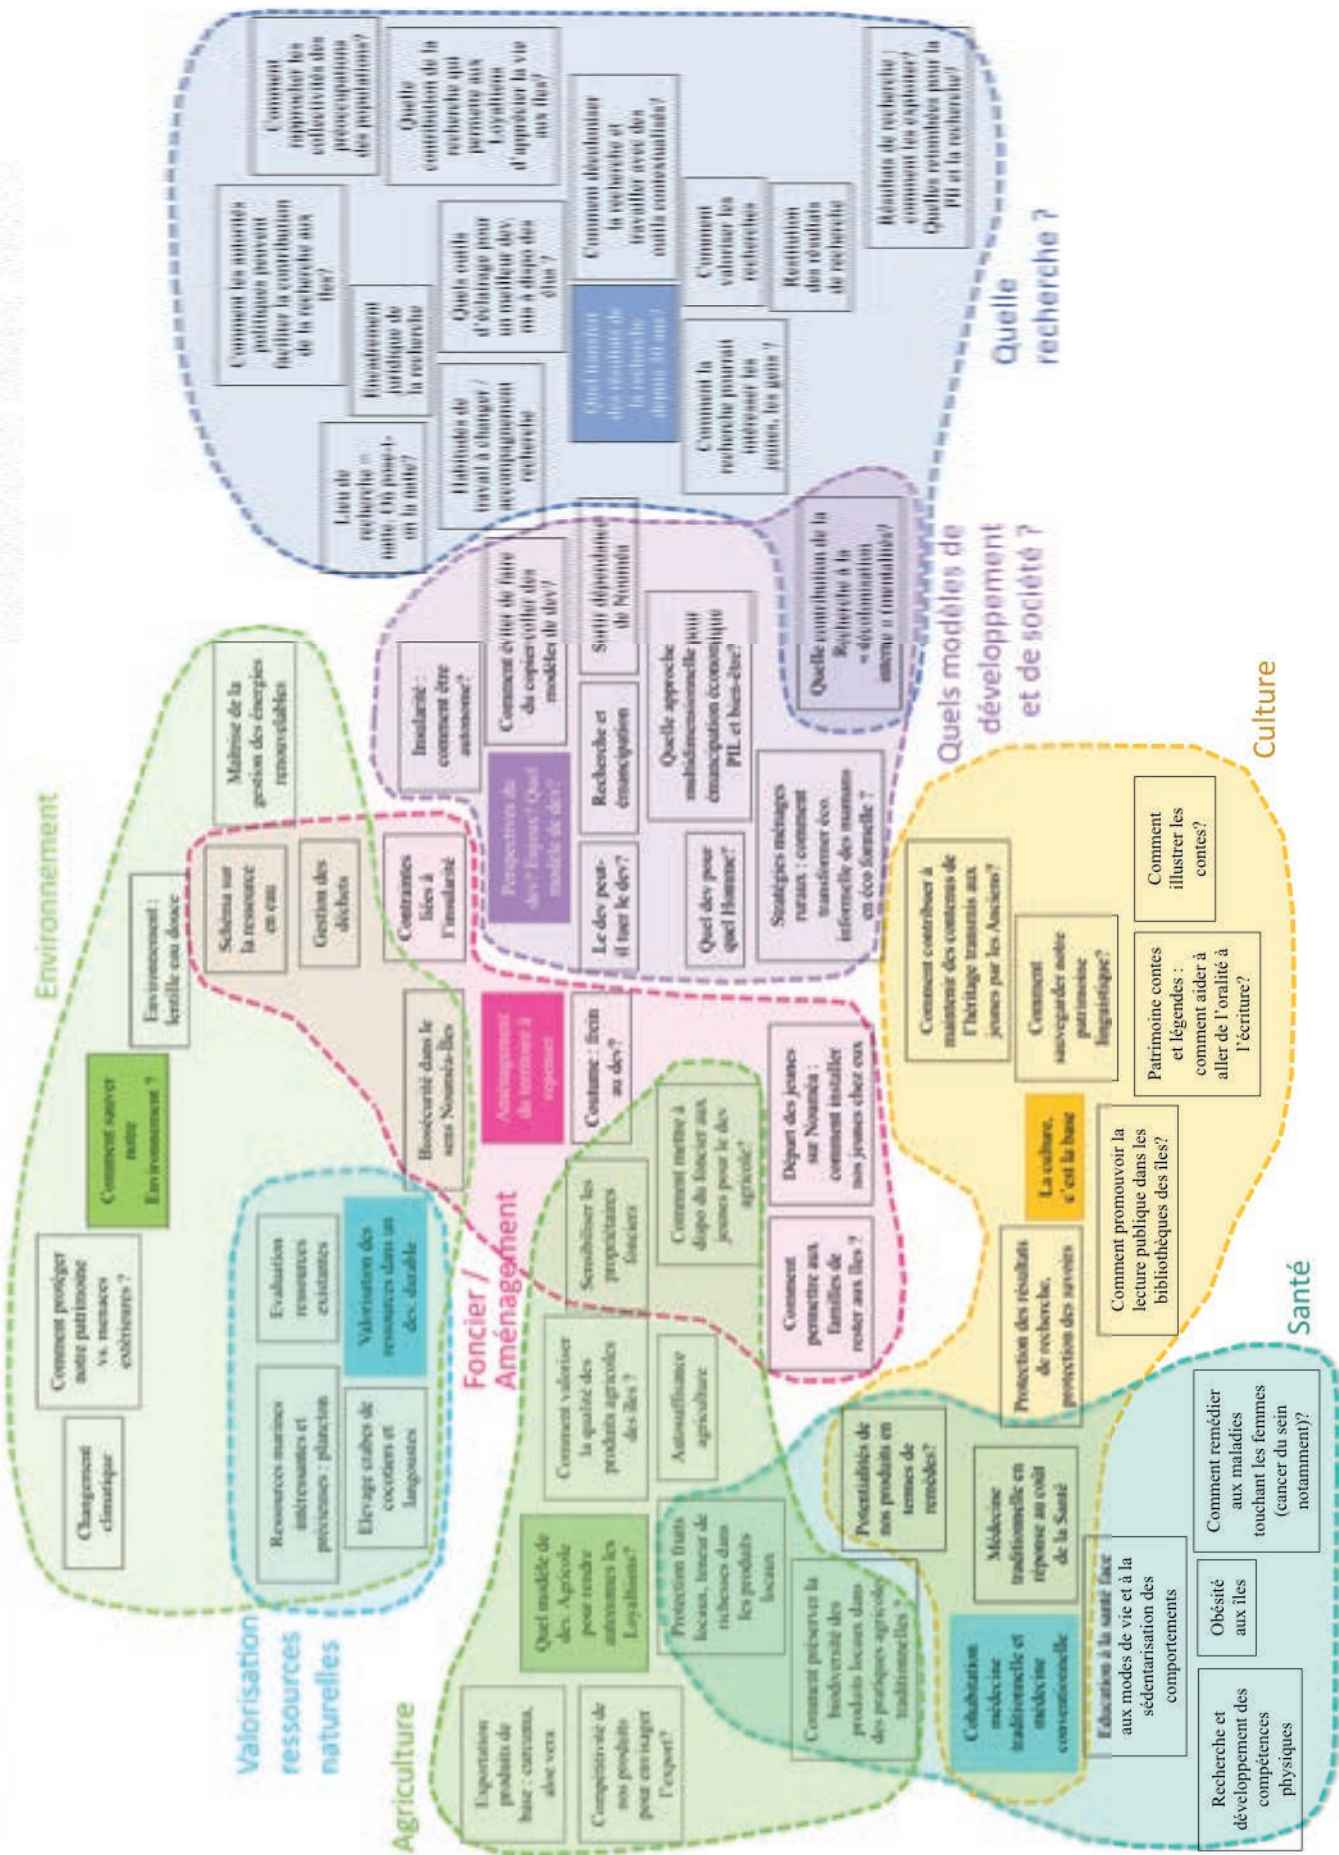 Environnement
Changement
climatique
Comment protéger
notre patrimoine
vs. menaces
extérieures ?
Comment sauver
notre
Environnement ?
Environnement :
lentille eau douce
Maîtrise de la
gestion des énergies
renouvelables
Schéma sur
la ressource
en eau
Gestion des
déchets
Contraintes
liées à
l'insularité
Biosécurité dans le
sens Nouméa-Îles
Valorisation
ressources
naturelles
Ressources marines
intéressantes et
précieuses : plancton
Evaluation
ressources
existantes
Elevage crabes de
cocotiers et
langoustes
Valorisation des
ressources dans un
dev. durable
Foncier /
Aménagement
Aménagement
du territoire à
repenser
Coutume : frein
au dev?
Sensibiliser les
propriétaires
fonciers
Comment mettre à
dispo du foncier aux
jeunes pour le dev
agricole?
Départ des jeunes
sur Nouméa :
comment installer
nos jeunes chez eux
Comment
permettre aux
familles de
rester aux îles ?
Agriculture
Exportation
produits de
base : curcuma,
aloe vera
Compétitivité de
nos produits
pour envisager
l'export?
Quel modèle de
dev. Agricole
pour rendre
autonomes les
Loyaltiens?
Comment valoriser
la qualité des
produits agricoles
des îles ?
Autosuffisance
agriculture
Protection fruits
locaux, teneur de
richesses dans
les produits
locaux
Comment préserver la
biodiversité des
produits locaux dans
des pratiques agricoles
traditionnelles ?
Potentialités de
nos produits en
termes de
remèdes?
Santé
Cohabitation
médecine
traditionnelle et
médecine
conventionnelle
Médecine
traditionnelle en
réponse au coût
de la Santé
Education à la santé face
aux modes de vie et à la
sédentarisation des
comportements
Recherche et
développement des
compétences
physiques
Obésité
aux îles
Comment remédier
aux maladies
touchant les femmes
(cancer du sein
notamment)?
Culture
Protection des résultats
de recherche,
protection des savoirs
La culture,
c'est la base
Comment promouvoir la
lecture publique dans les
bibliothèques des îles?
Comment contribuer à
maintenir des contenus de
l'héritage transmis aux
jeunes par les Anciens?
Comment
sauvegarder notre
patrimoine
linguistique?
Patrimoine contes
et légendes :
comment aider à
aller de l'oralité à
l'écriture?
Comment
illustrer les
contes?
Quels modèles de
développement
et de société ?
Insularité :
comment être
autonome?
Perspectives du
dev? Enjeux? Quel
modèle de dev?
Comment éviter de faire
du copier-coller des
modèles de dev?
Le dev peut-
il tuer le dev?
Recherche et
émancipation
Sortir dépendance
de Nouméa
Quel dev pour
quel Homme?
Quelle approche
multidimensionnelle pour
émancipation économique
PIL et bien-être?
Stratégies ménages
ruraux : comment
transformer éco.
informelle des mamans
en éco formelle ?
Quelle contribution de la
Recherche à la
« décolonisation
interne » (mentalités)?
Quelle
recherche ?
Lieu de
recherche =
natte. Où pose-t-
on la natte?
Comment les autorités
politiques peuvent
faciliter la contribution
de la recherche aux
îles?
Comment
rapprocher les
collectivités des
préoccupations
des populations?
Encadrement
juridique de
la recherche
Quelle
contribution de la
recherche qui
permette aux
Loyaltiens
d'apprécier la vie
aux îles?
Habitudes de
travail à changer /
accompagnement
recherche
Quels outils
d'éclairage pour
un meilleur dev.
mis à dispo des
élus ?
Quel transfert
des résultats de
la recherche
depuis 30 ans?
Comment décoloniser
la recherche et
travailler avec des
outils contextualisés?
Comment la
recherche pourrait
intéresser les
jeunes, les gens ?
Comment
valoriser les
recherches
Restitution
des résultats
de recherche
Résultats de recherche :
comment les exploiter?
Quelles retombées pour la
PIL et la recherche?